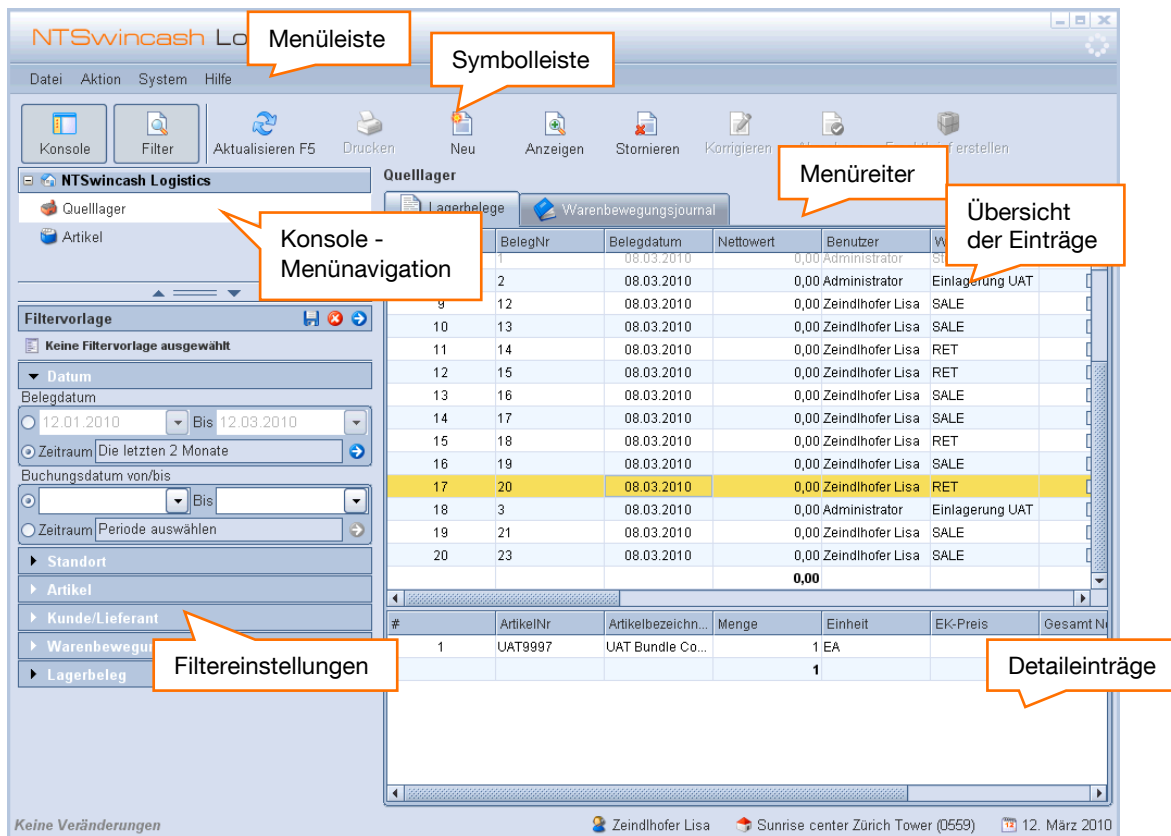 NTSwincash Lo
Menüleiste
Symbolleiste
Datei Aktion System Hilfe
Konsole Filter Aktualisieren F5 Drucken Neu Anzeigen Stornieren Korrigieren erstellen
NTSwincash Logistics
Quelllager
Artikel
Konsole -
Menünavigation
Quelllager
Menüreiter
Lagerbelege Warenbewegungsjournal
Übersicht
der Einträge
BelegNr Belegdatum Nettowert Benutzer
1 08.03.2010 0,00 Administrator
2 08.03.2010 0,00 Administrator Einlagerung UAT
9 12 08.03.2010 0,00 Zeindlhofer Lisa SALE
10 13 08.03.2010 0,00 Zeindlhofer Lisa SALE
11 14 08.03.2010 0,00 Zeindlhofer Lisa RET
12 15 08.03.2010 0,00 Zeindlhofer Lisa RET
13 16 08.03.2010 0,00 Zeindlhofer Lisa SALE
14 17 08.03.2010 0,00 Zeindlhofer Lisa SALE
15 18 08.03.2010 0,00 Zeindlhofer Lisa RET
16 19 08.03.2010 0,00 Zeindlhofer Lisa SALE
17 20 08.03.2010 0,00 Zeindlhofer Lisa RET
18 3 08.03.2010 0,00 Administrator Einlagerung UAT
19 21 08.03.2010 0,00 Zeindlhofer Lisa SALE
20 23 08.03.2010 0,00 Zeindlhofer Lisa SALE
0,00
Filtervorlage
Keine Filtervorlage ausgewählt
Datum
Belegdatum
12.01.2010 Bis 12.03.2010
Zeitraum Die letzten 2 Monate
Buchungsdatum von/bis
Bis
Zeitraum Periode auswählen
Standort
Artikel
Kunde/Lieferant
Warenbewegu
Lagerbeleg
Filtereinstellungen
# ArtikelNr Artikelbezeichn... Menge Einheit EK-Preis Gesamt N
1 UAT9997 UAT Bundle Co... 1 EA
1
Detaileinträge
Keine Veränderungen
Zeindlhofer Lisa Sunrise center Zürich Tower (0559) 12. März 2010